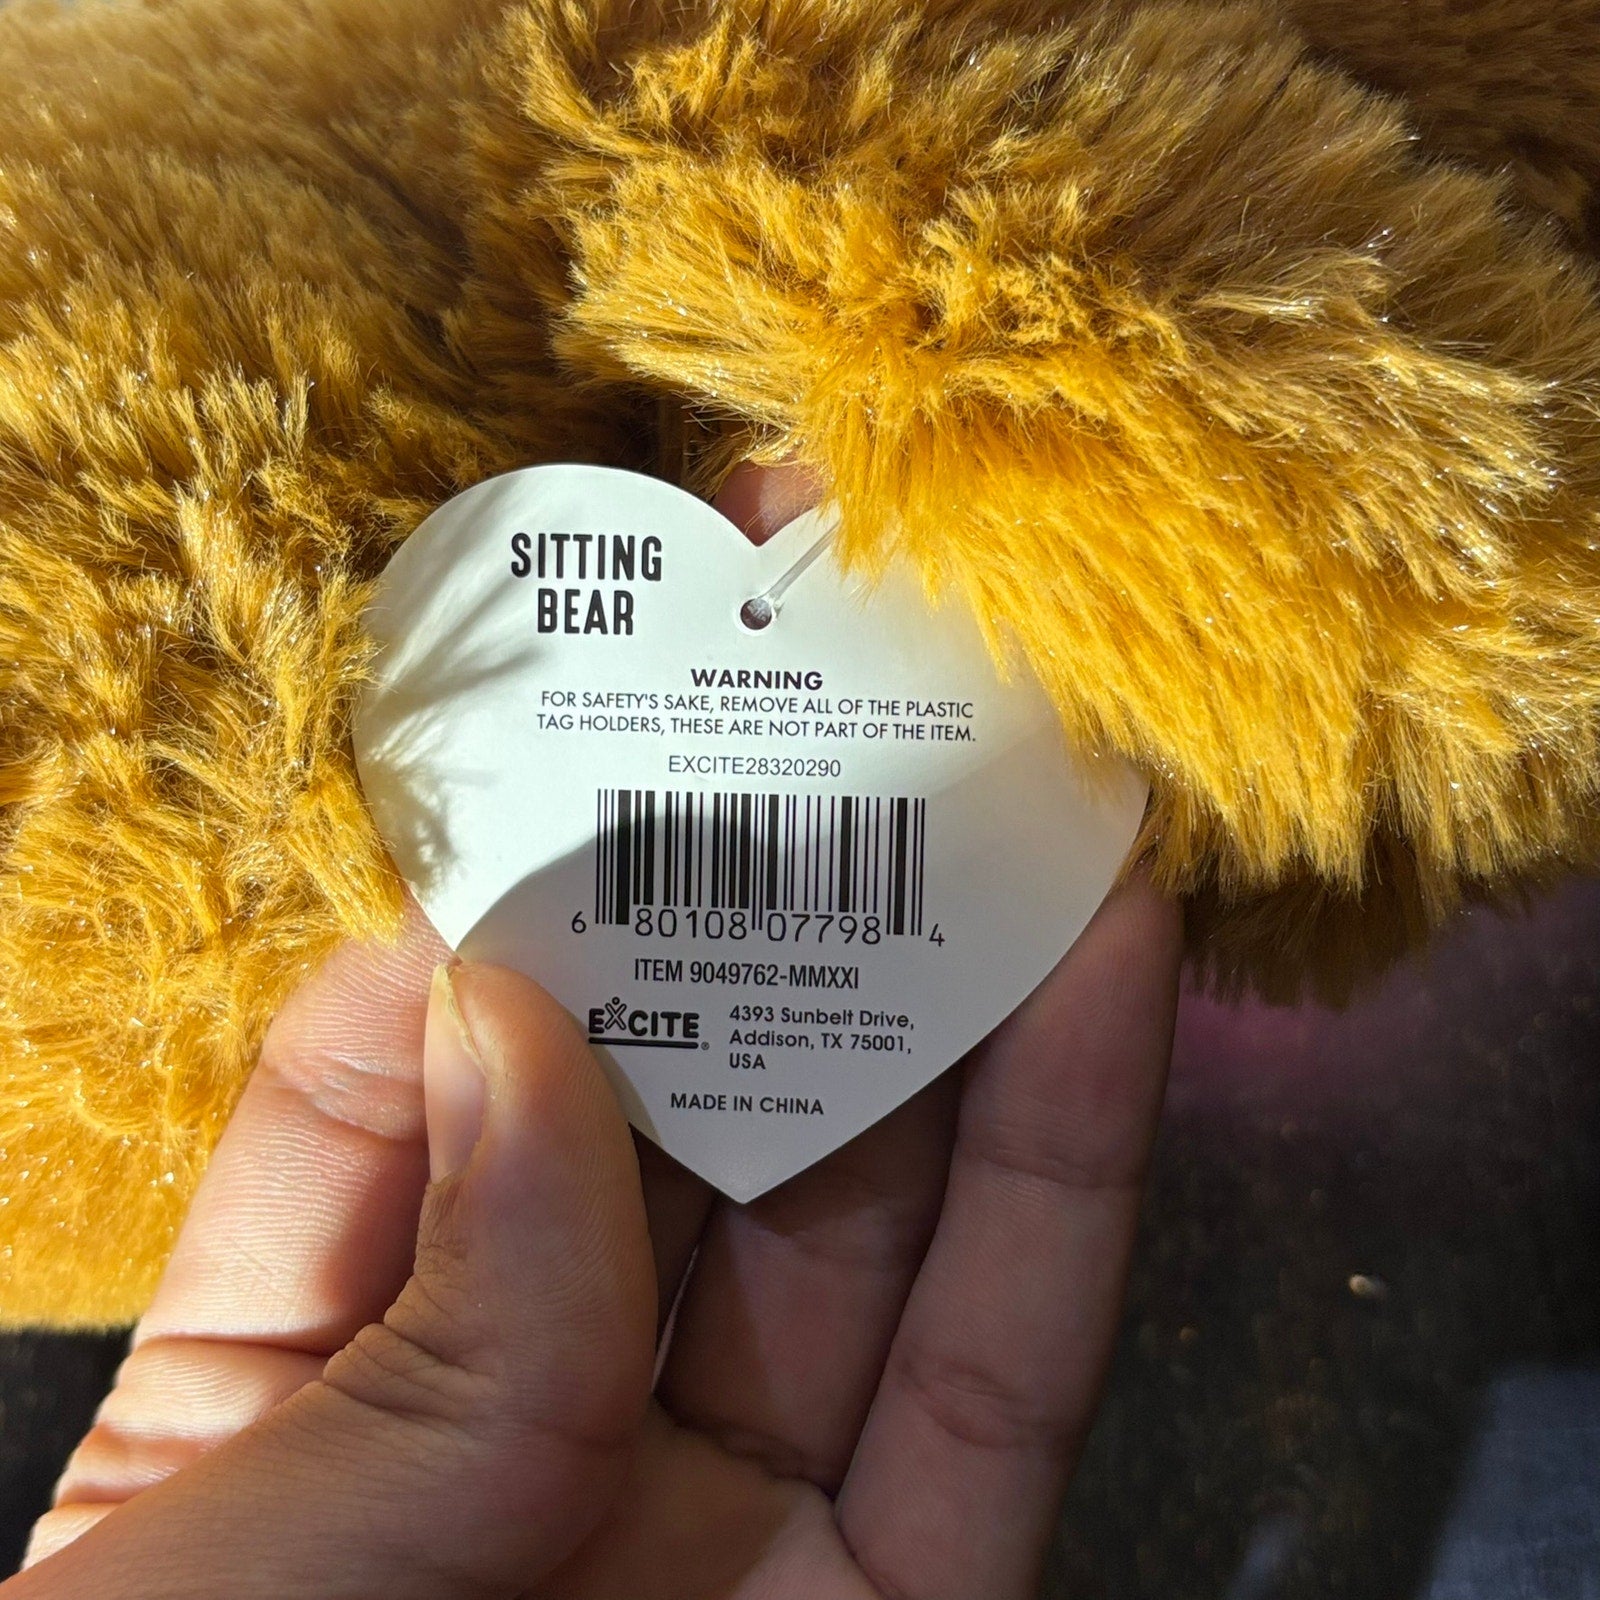 SITTING
BEAR
WARNING
FOR SAFETY'S SAKE, REMOVE ALL OF THE PLASTIC
TAG HOLDERS, THESE ARE NOT PART OF THE ITEM.
EXCITE28320290
6 80108 07798 4
ITEM 9049762-MMXXI
EXCITE®
4393 Sunbelt Drive,
Addison, TX 75001,
USA
MADE IN CHINA